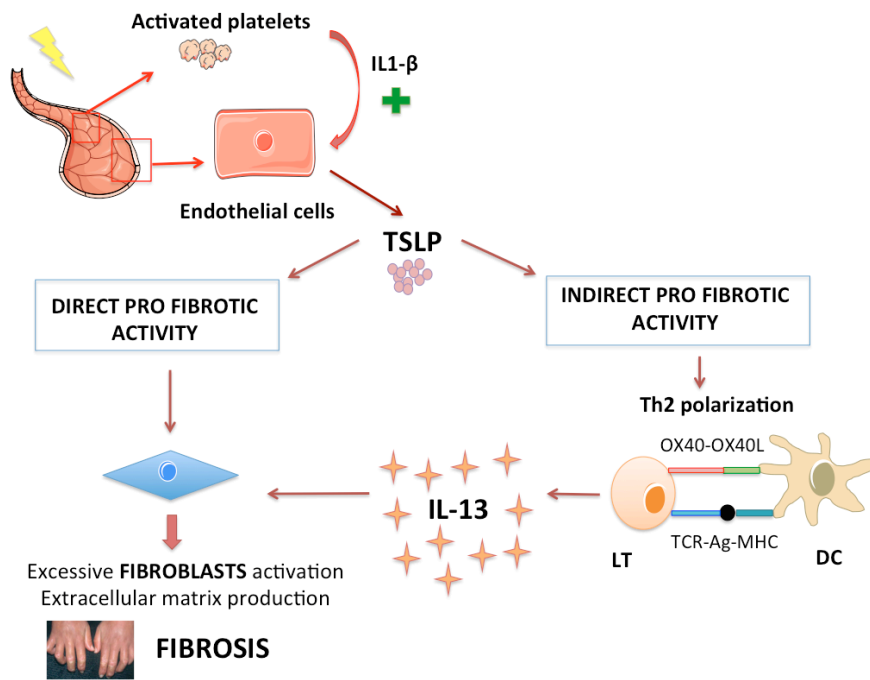 Activated platelets
IL1-β
Endothelial cells
TSLP
DIRECT PRO FIBROTIC
ACTIVITY
INDIRECT PRO FIBROTIC
ACTIVITY
Th2 polarization
OX40-OX40L
IL-13
TCR-Ag-MHC
LT
DC
Excessive FIBROBLASTS activation
Extracellular matrix production
FIBROSIS